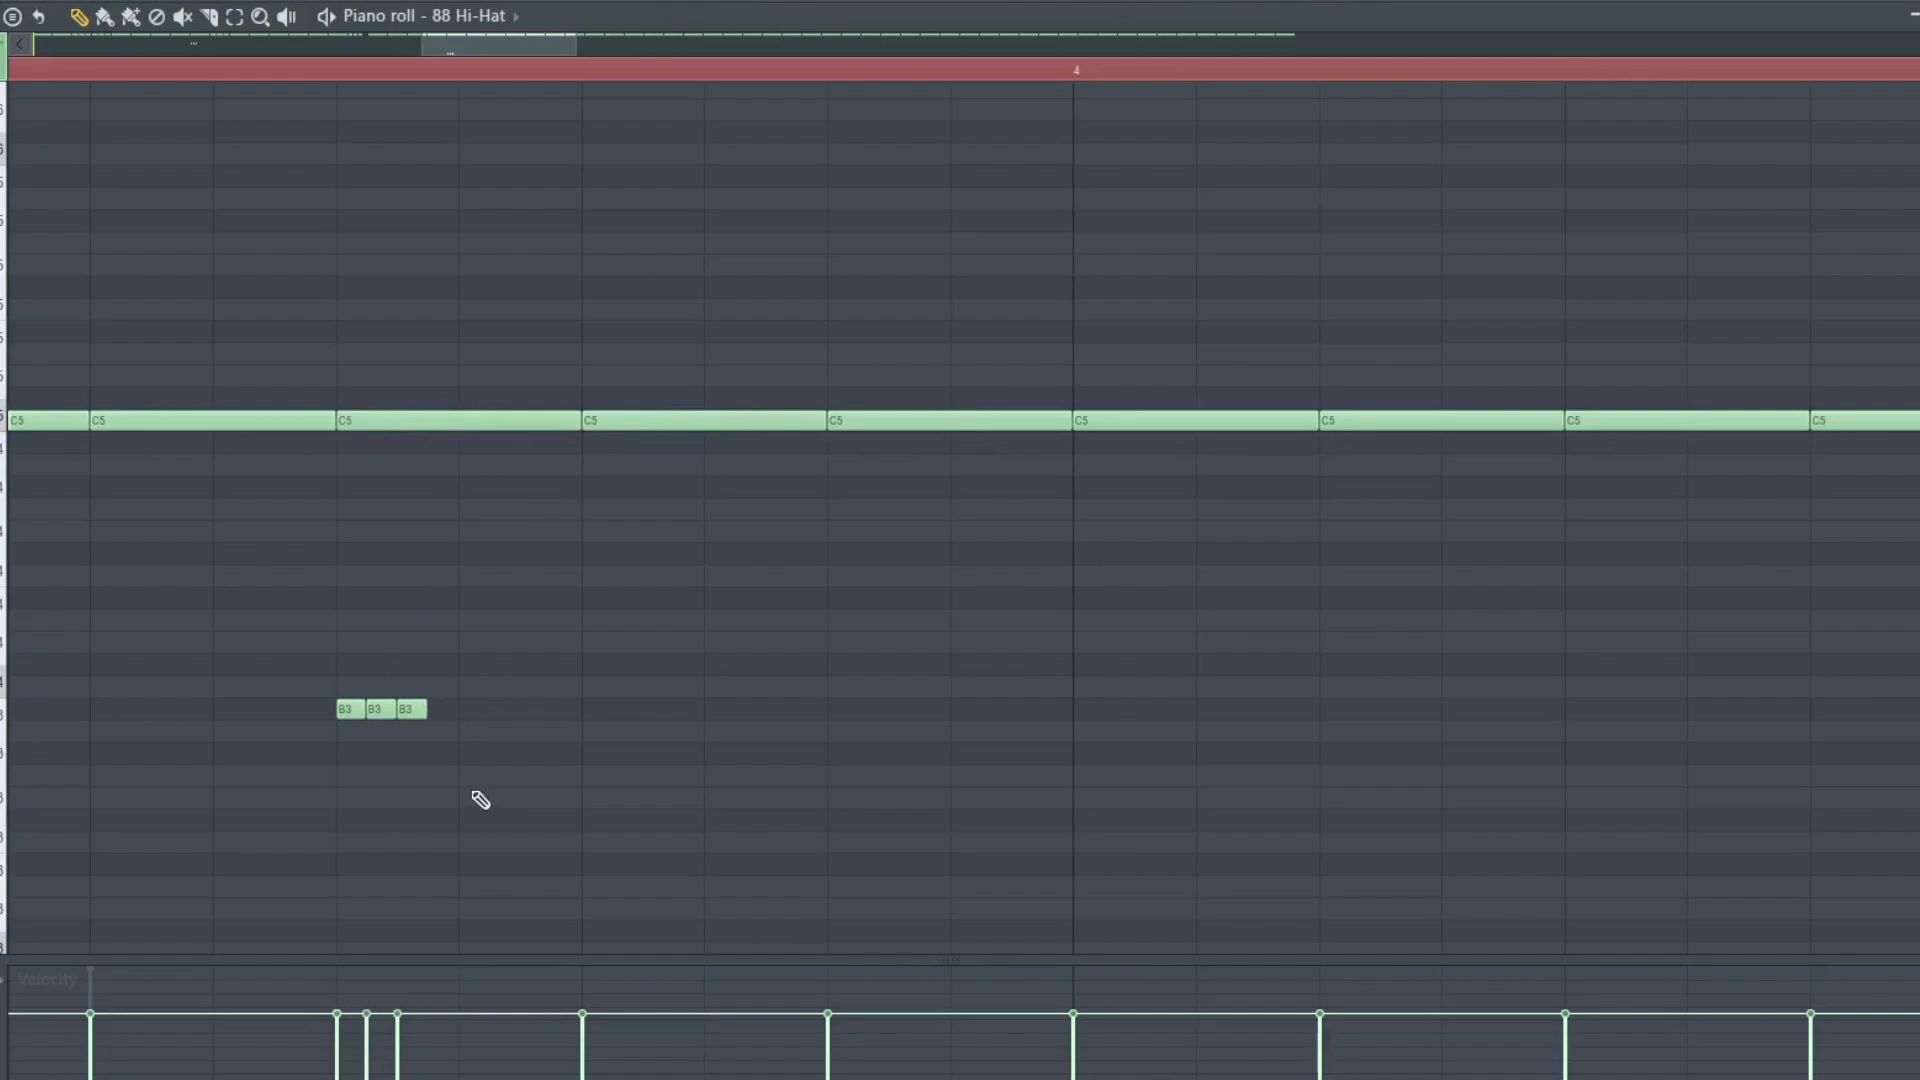 Piano roll - 88 Hi-Hat
4
C5 C5 C5 C5 C5 C5 C5 C5 C5
B3 B3 B3
Velocity